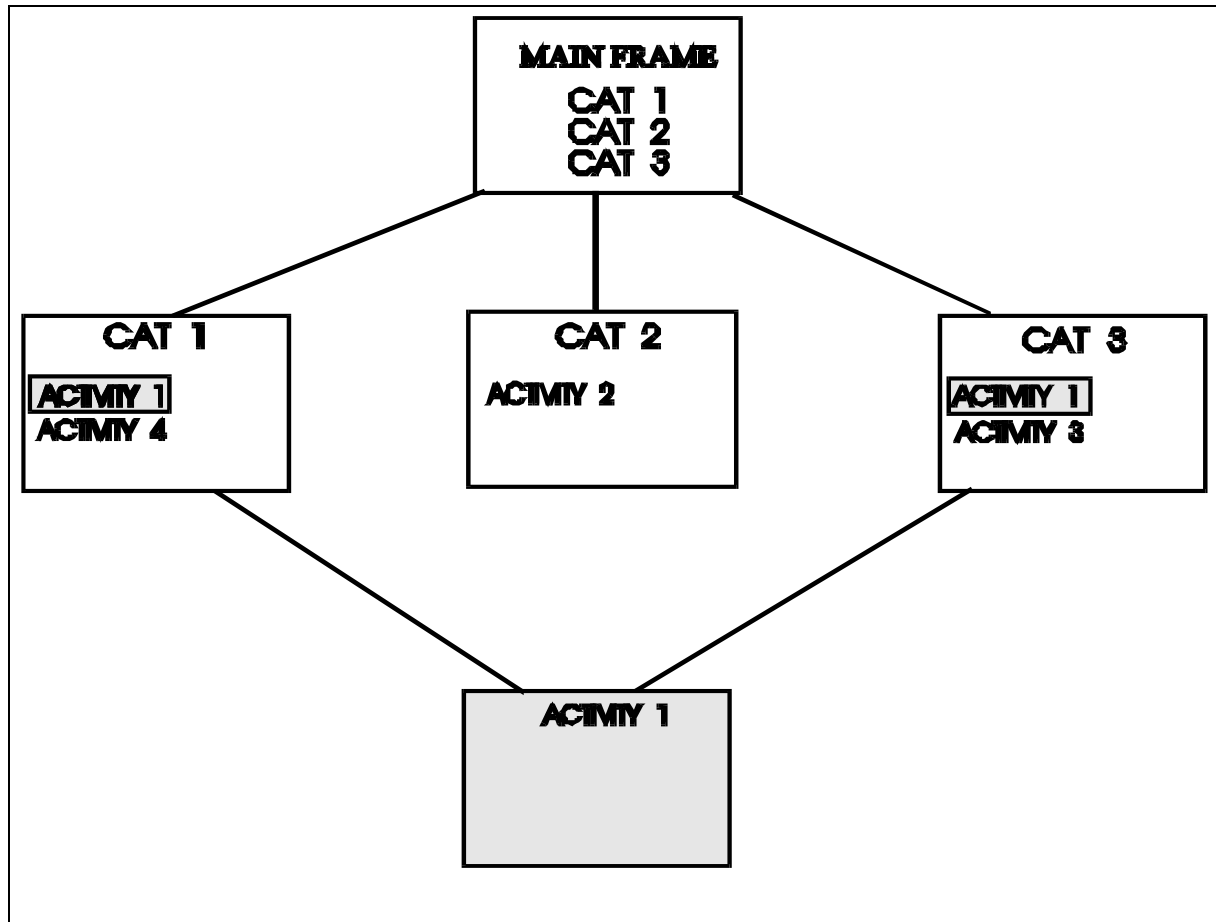 MAIN FRAME
CAT 1
CAT 2
CAT 3
CAT 1
ACTIVITY 1
ACTIVITY 4
CAT 2
ACTIVITY 2
CAT 3
ACTIVITY 1
ACTIVITY 3
ACTIVITY 1